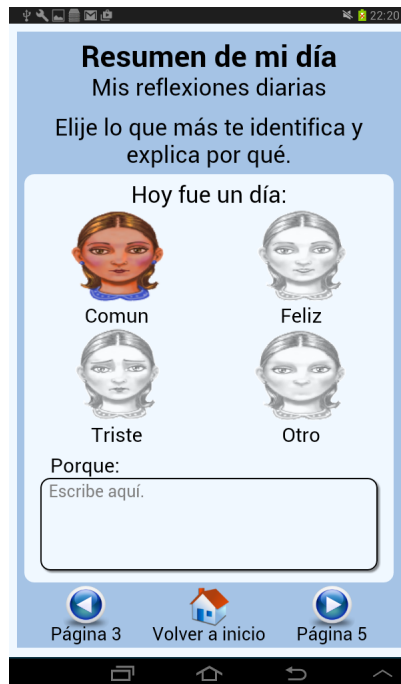 22:20
Resumen de mi día
Mis reflexiones diarias
Elije lo que más te identifica y
explica por qué.
Hoy fue un día:
Comun
Feliz
Triste
Otro
Porque:
Escribe aquí.
Página 3
Volver a inicio
Página 5